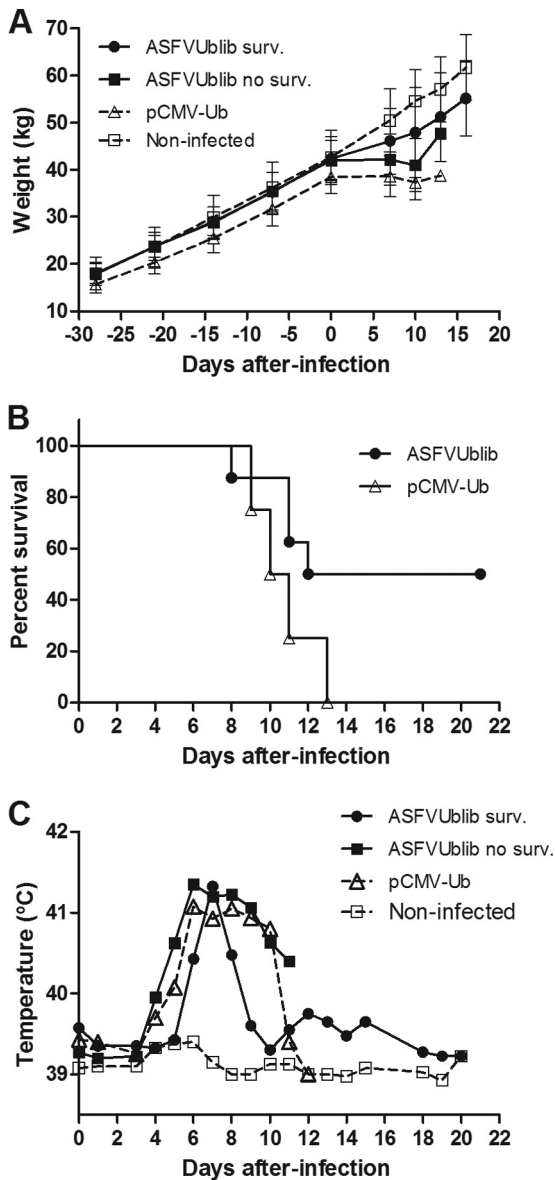 A
ASFVUblib surv.
ASFVUblib no surv.
pCMV-Ub
Non-infected
Weight (kg)
70
60
50
40
30
20
10
-30 -25 -20 -15 -10 -5 0 5 10 15 20
Days after-infection
B
ASFVUblib
pCMV-Ub
Percent survival
100
80
60
40
20
0
0 2 4 6 8 10 12 14 16 18 20 22
Days after-infection
C
ASFVUblib surv.
ASFVUblib no surv.
pCMV-Ub
Non-infected
Temperature (°C)
42
41
40
39
0 2 4 6 8 10 12 14 16 18 20 22
Days after-infection